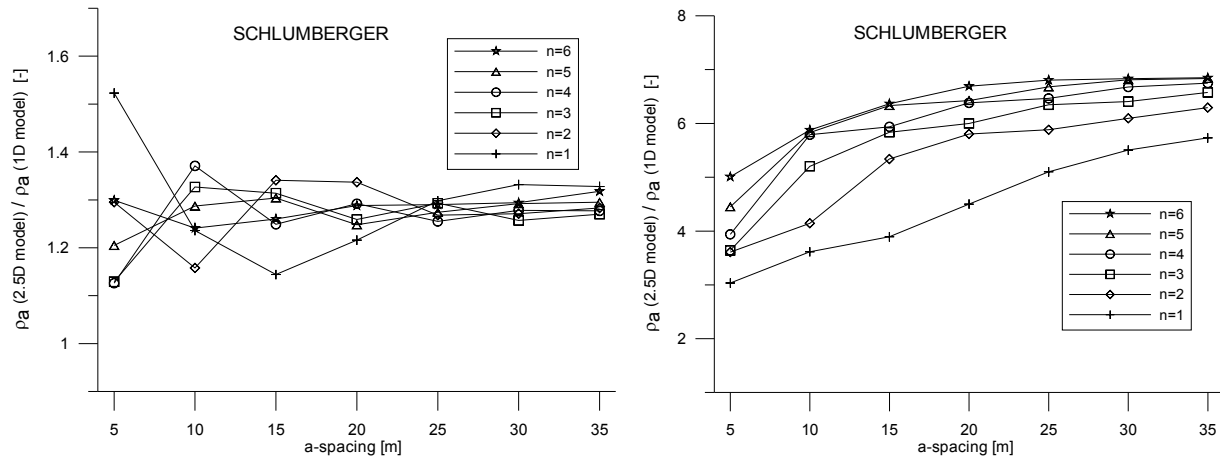 SCHLUMBERGER
n=6
n=5
n=4
n=3
n=2
n=1
1.6
1.4
1.2
1
ρa (2.5D model) / ρa (1D model) [-]
5 10 15 20 25 30 35
a-spacing [m]
SCHLUMBERGER
8
6
4
2
ρa (2.5D model) / ρa (1D model) [-]
n=6
n=5
n=4
n=3
n=2
n=1
5 10 15 20 25 30 35
a-spacing [m]